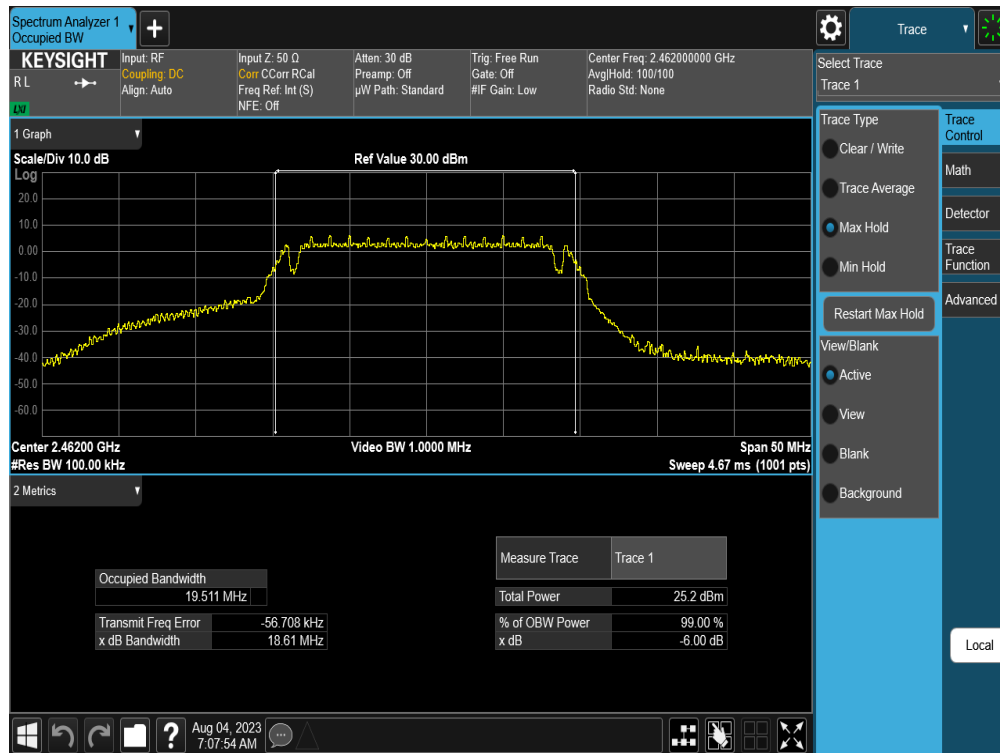 Spectrum Analyzer 1
Occupied BW
Trace
KEYSIGHT
R L
LXI
Input: RF
Coupling: DC
Align: Auto
Input Z: 50 Ω
Corr CCorr RCal
Freq Ref: Int (S)
NFE: Off
Atten: 30 dB
Preamp: Off
µW Path: Standard
Trig: Free Run
Gate: Off
#IF Gain: Low
Center Freq: 2.462000000 GHz
Avg|Hold: 100/100
Radio Std: None
Select Trace
Trace 1
1 Graph
Scale/Div 10.0 dB
Ref Value 30.00 dBm
Log
20.0
10.0
0.00
-10.0
-20.0
-30.0
-40.0
-50.0
-60.0
Center 2.46200 GHz
#Res BW 100.00 kHz
Video BW 1.0000 MHz
Span 50 MHz
Sweep 4.67 ms (1001 pts)
Trace Type
Clear / Write
Trace Average
Max Hold
Min Hold
Restart Max Hold
View/Blank
Active
View
Blank
Background
Trace
Control
Math
Detector
Trace
Function
Advanced
Local
2 Metrics
Occupied Bandwidth
19.511 MHz
Transmit Freq Error -56.708 kHz
x dB Bandwidth 18.61 MHz
Measure Trace Trace 1
Total Power 25.2 dBm
% of OBW Power 99.00 %
x dB -6.00 dB
?
Aug 04, 2023
7:07:54 AM